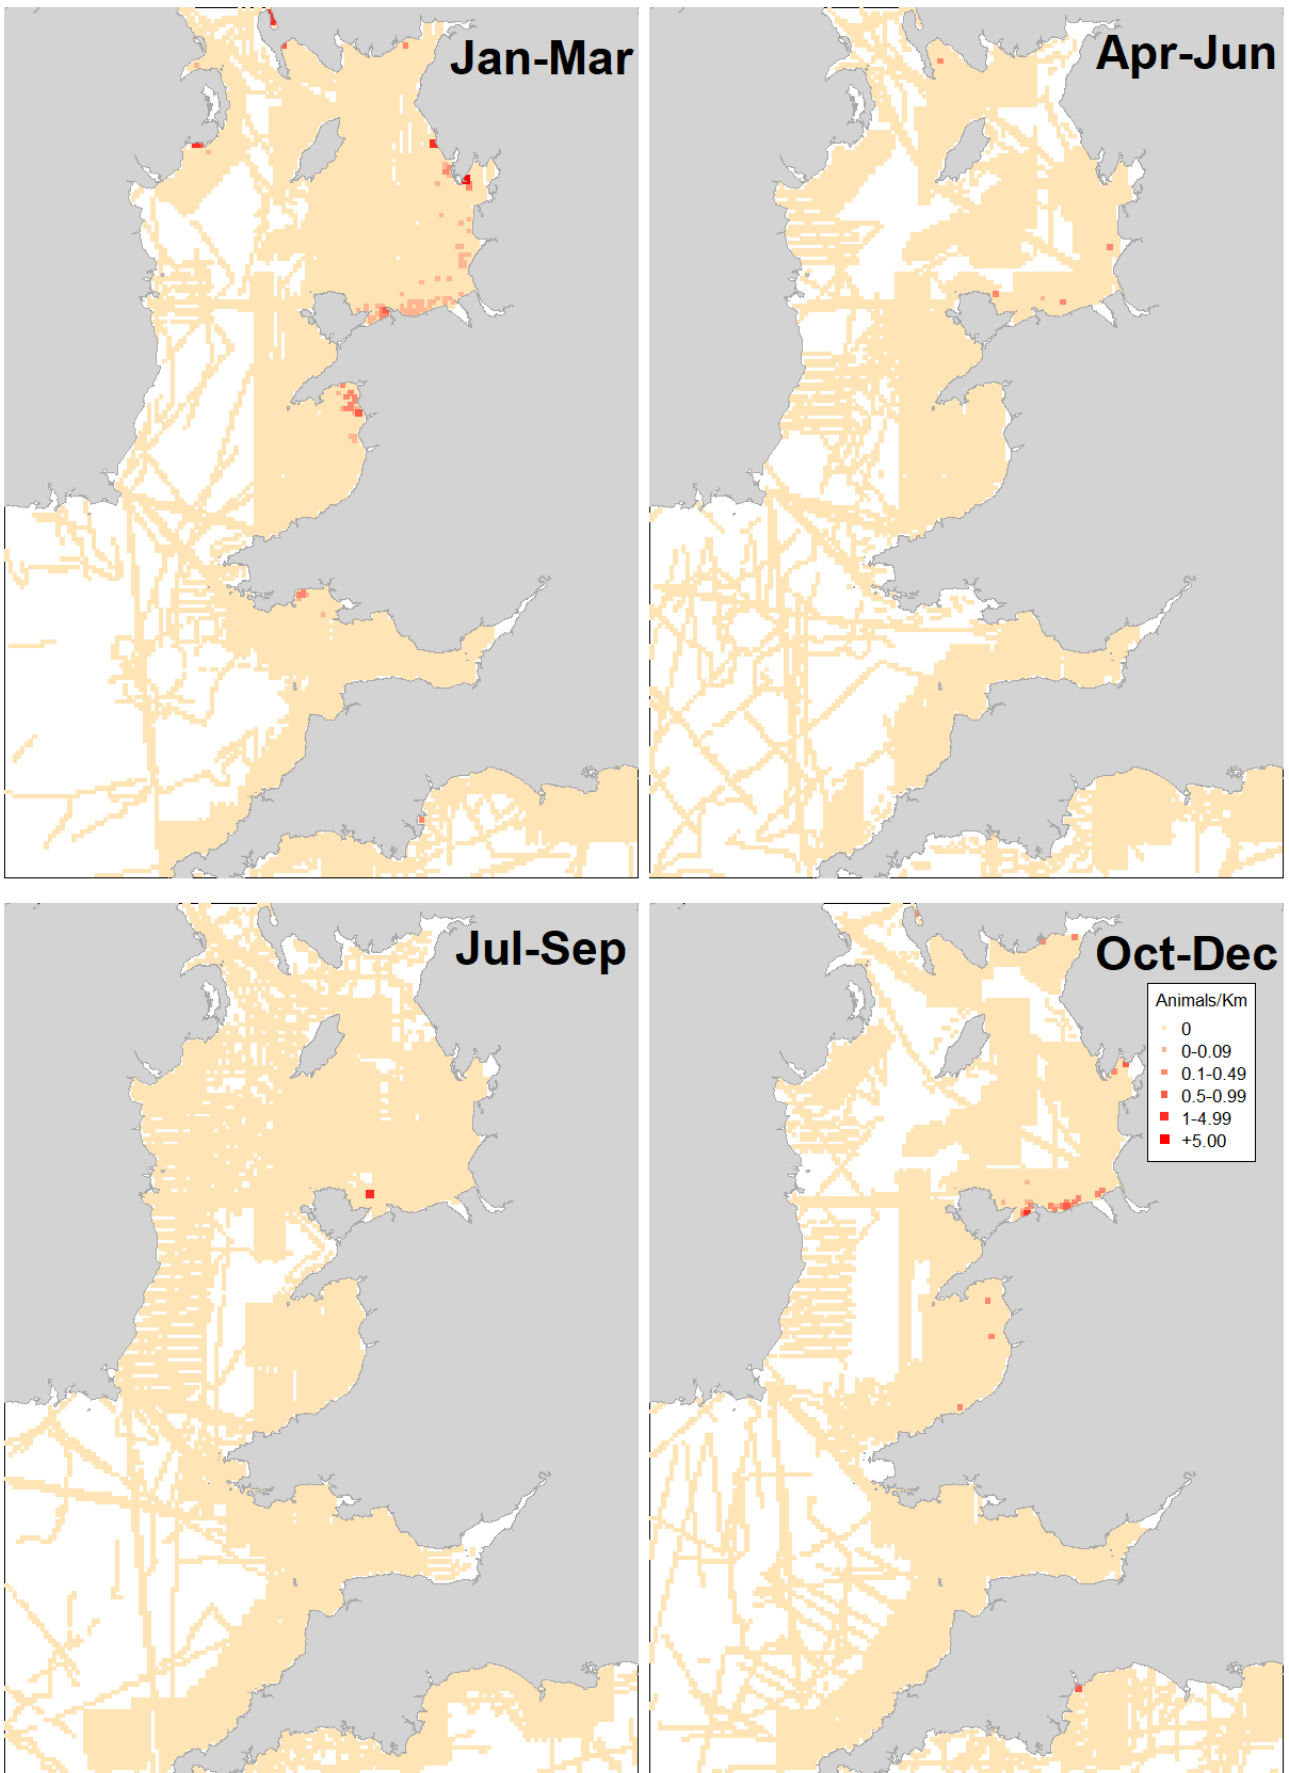 Jan-Mar
Apr-Jun
Jul-Sep
Oct-Dec
Animals/Km
0
0-0.09
0.1-0.49
0.5-0.99
1-4.99
+5.00